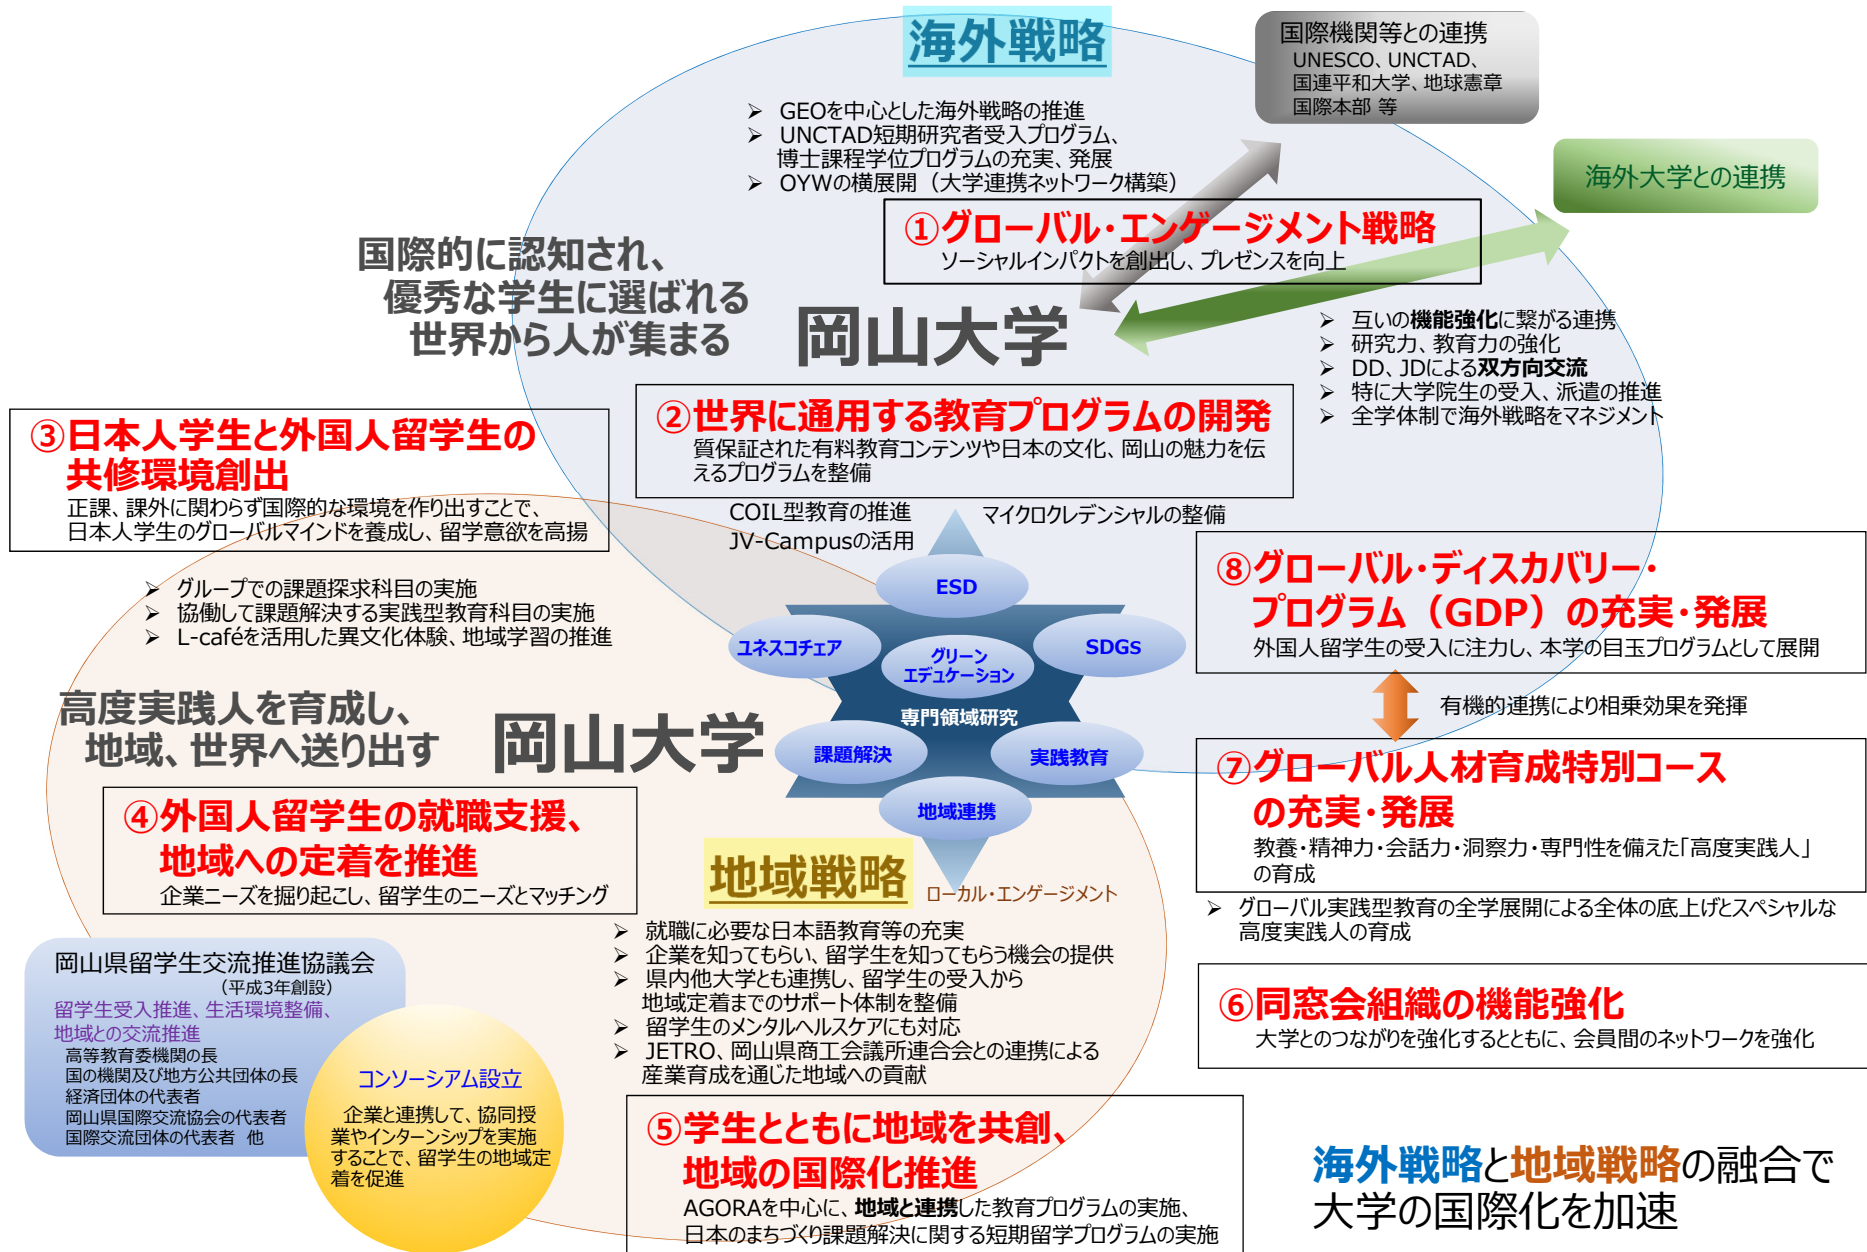 海外戦略
国際機関等との連携
UNESCO、UNCTAD、
国連平和大学、地球憲章
国際本部 等
海外大学との連携
➢ GEOを中心とした海外戦略の推進
➢ UNCTAD短期研究者受入プログラム、
博士課程学位プログラムの充実、発展
➢ OYWの横展開（大学連携ネットワーク構築）
①グローバル・エンゲージメント戦略
ソーシャルインパクトを創出し、プレゼンスを向上
国際的に認知され、
優秀な学生に選ばれる
世界から人が集まる
岡山大学
➢ 互いの機能強化に繋がる連携
➢ 研究力、教育力の強化
➢ DD、JDによる双方向交流
➢ 特に大学院生の受入、派遣の推進
➢ 全学体制で海外戦略をマネジメント
②世界に通用する教育プログラムの開発
質保証された有料教育コンテンツや日本の文化、岡山の魅力を伝
えるプログラムを整備
COIL型教育の推進
JV-Campusの活用
マイクロクレデンシャルの整備
③日本人学生と外国人留学生の
共修環境創出
正課、課外に関わらず国際的な環境を作り出すことで、
日本人学生のグローバルマインドを養成し、留学意欲を高揚
➢ グループでの課題探求科目の実施
➢ 協働して課題解決する実践型教育科目の実施
➢ L-caféを活用した異文化体験、地域学習の推進
ESD
ユネスコチェア
SDGs
グリーン
エデュケーション
専門領域研究
課題解決
実践教育
地域連携
⑧グローバル・ディスカバリー・
プログラム（GDP）の充実・発展
外国人留学生の受入に注力し、本学の目玉プログラムとして展開
有機的連携により相乗効果を発揮
⑦グローバル人材育成特別コース
の充実・発展
教養・精神力・会話力・洞察力・専門性を備えた「高度実践人」
の育成
➢ グローバル実践型教育の全学展開による全体の底上げとスペシャルな
高度実践人の育成
⑥同窓会組織の機能強化
大学とのつながりを強化するとともに、会員間のネットワークを強化
高度実践人を育成し、
地域、世界へ送り出す
岡山大学
④外国人留学生の就職支援、
地域への定着を推進
企業ニーズを掘り起こし、留学生のニーズとマッチング
地域戦略
ローカル・エンゲージメント
➢ 就職に必要な日本語教育等の充実
➢ 企業を知ってもらい、留学生を知ってもらう機会の提供
➢ 県内他大学とも連携し、留学生の受入から
地域定着までのサポート体制を整備
➢ 留学生のメンタルヘルスケアにも対応
➢ JETRO、岡山県商工会議所連合会との連携による
産業育成を通じた地域への貢献
岡山県留学生交流推進協議会
（平成3年創設）
留学生受入推進、生活環境整備、
地域との交流推進
高等教育委機関の長
国の機関及び地方公共団体の長
経済団体の代表者
岡山県国際交流協会の代表者
国際交流団体の代表者 他
コンソーシアム設立
企業と連携して、協同授
業やインターンシップを実施
することで、留学生の地域定
着を促進
⑤学生とともに地域を共創、
地域の国際化推進
AGORAを中心に、地域と連携した教育プログラムの実施、
日本のまちづくり課題解決に関する短期留学プログラムの実施
海外戦略と地域戦略の融合で
大学の国際化を加速